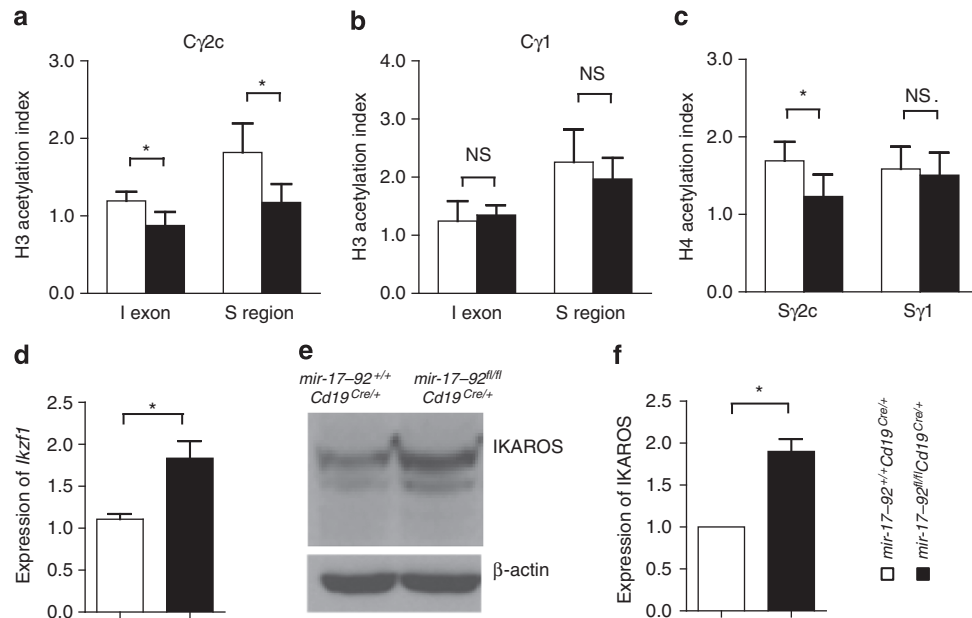 a
Cγ2c
H3 acetylation index
3.0
2.0
1.0
0.0
*
*
I exon
S region
b
Cγ1
H3 acetylation index
4.0
3.0
2.0
1.0
0.0
NS
NS
I exon
S region
c
H4 acetylation index
3.0
2.0
1.0
0.0
*
NS.
Sγ2c
Sγ1
d
Expression of Ikzf1
2.5
2.0
1.5
1.0
0.5
0.0
*
e
mir-17–92+/+
Cd19Cre/+
mir-17–92fl/fl
Cd19Cre/+
IKAROS
β-actin
f
Expression of IKAROS
2.5
2.0
1.5
1.0
0.5
0.0
*
mir-17–92+/+Cd19Cre/+
mir-17–92fl/flCd19Cre/+